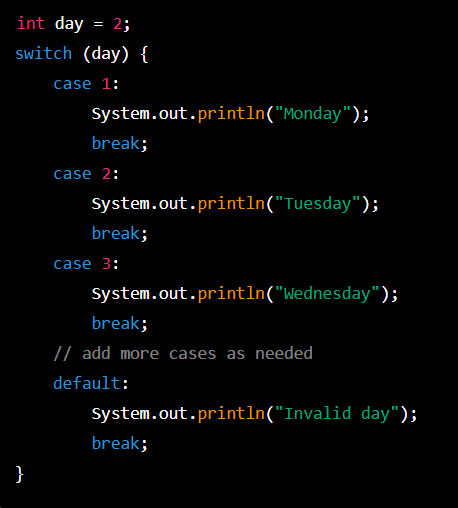 int day = 2;
switch (day) {
    case 1:
        System.out.println("Monday");
        break;
    case 2:
        System.out.println("Tuesday");
        break;
    case 3:
        System.out.println("Wednesday");
        break;
    // add more cases as needed
    default:
        System.out.println("Invalid day");
        break;
}